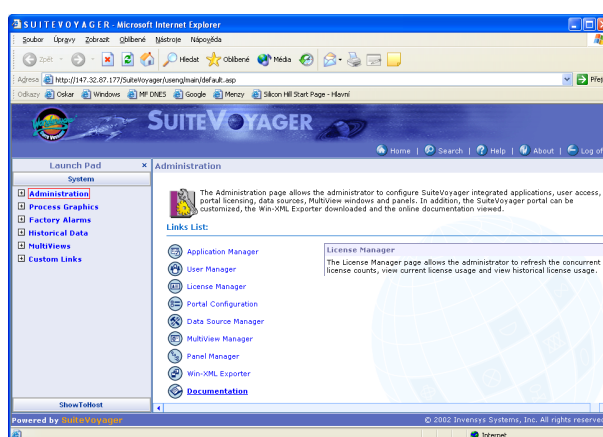 S U I T E V O Y A G E R - Microsoft Internet Explorer
Soubor Úpravy Zobrazit Oblíbené Nástroje Nápověda
Zpět Hledat Oblíbené Média
Adresa http://147.32.87.177/SuiteVoyager/useng/main/default.asp Přej
Odkazy Oskar Windows MF DNES Google Menzy Silicon Hill Start Page - Hlavní
SUITEVOYAGER
Home | Search | Help | About | Log of
Launch Pad × Administration
System
Administration
Process Graphics
Factory Alarms
Historical Data
MultiViews
Custom Links
The Administration page allows the administrator to configure SuiteVoyager integrated applications, user access,
portal licensing, data sources, MultiView windows and panels. In addition, the SuiteVoyager portal can be
customized, the Win-XML Exporter downloaded and the online documentation viewed.
Links List:
Application Manager
User Manager
License Manager
Portal Configuration
Data Source Manager
MultiView Manager
Panel Manager
Win-XML Exporter
Documentation
License Manager
The License Manager page allows the administrator to refresh the concurrent
license counts, view current license usage and view historical license usage.
ShowToHost
Powered by SuiteVoyager © 2002 Invensys Systems, Inc. All rights reserve
Internet